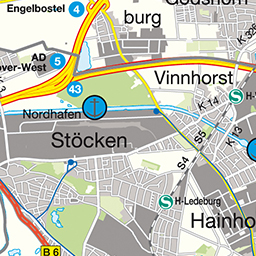 Godshorn
Engelbostel 4
burg
K 326
AD
over-West
5
Vinnhorst
43
S
K 14
Nordhafen
S5
K 13
Stöcken
S4
S
H-Ledeburg
Hainho
B 6